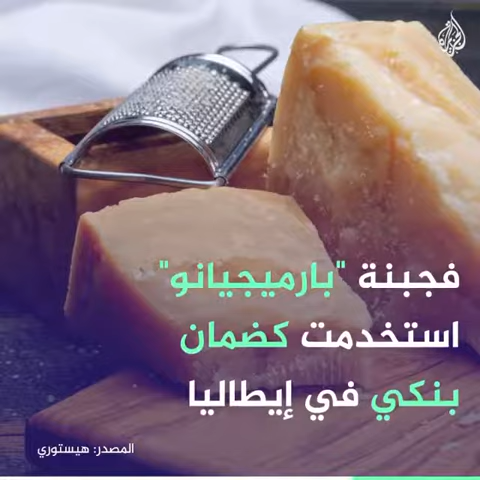 فجبنة "بارميجيانو"
استخدمت كضمان
بنكي في إيطاليا
المصدر: هيستوري